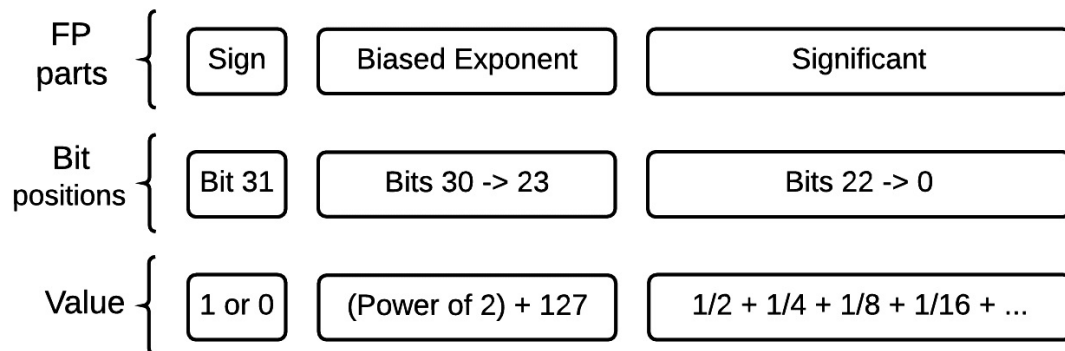 FP
parts
Sign
Biased Exponent
Significant
Bit
positions
Bit 31
Bits 30 -> 23
Bits 22 -> 0
Value
1 or 0
(Power of 2) + 127
1/2 + 1/4 + 1/8 + 1/16 + ...